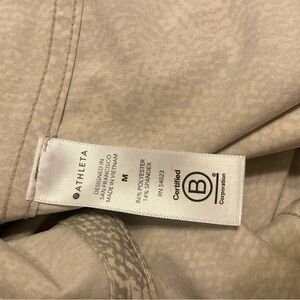 ATHLETA
DESIGNED IN
SAN FRANCISCO
MADE IN VIETNAM
M
86% POLYESTER
14% SPANDEX
RN 54023
Certified
B
Corporation